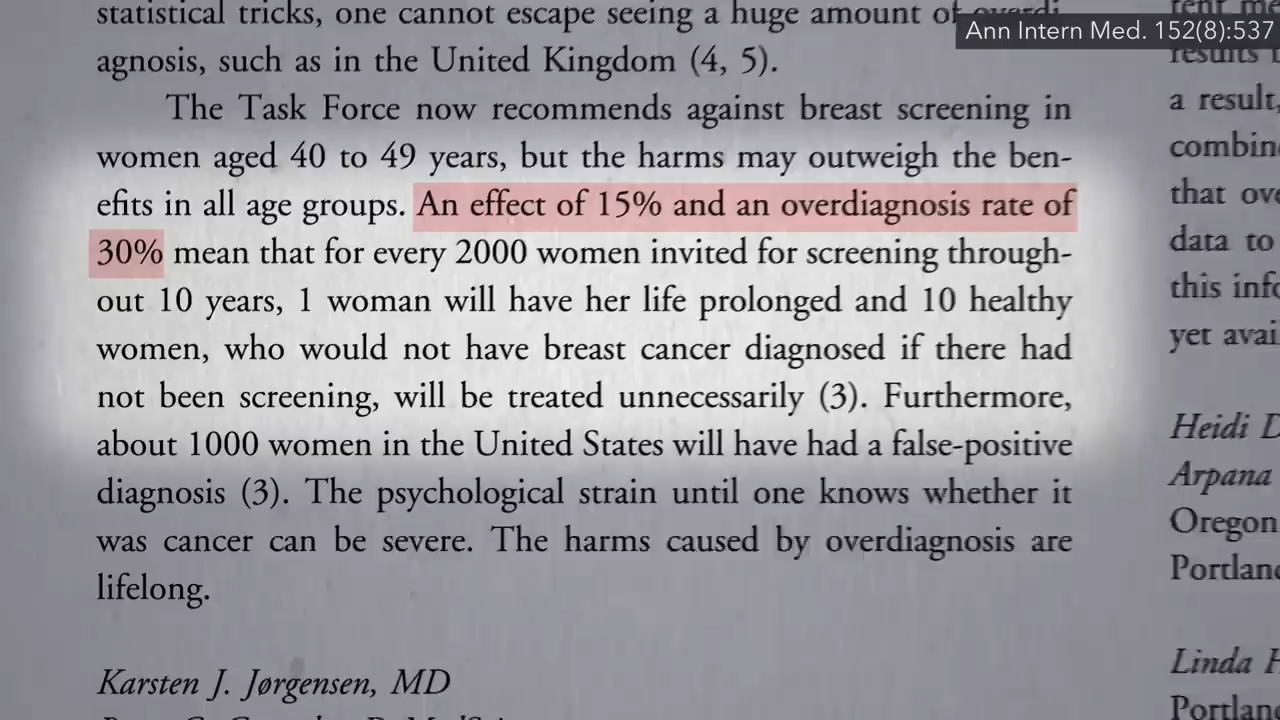 statistical tricks, one cannot escape seeing a huge amount of overdi-
Ann Intern Med. 152(8):537
agnosis, such as in the United Kingdom (4, 5).
The Task Force now recommends against breast screening in
women aged 40 to 49 years, but the harms may outweigh the ben-
efits in all age groups. An effect of 15% and an overdiagnosis rate of
30% mean that for every 2000 women invited for screening through-
out 10 years, 1 woman will have her life prolonged and 10 healthy
women, who would not have breast cancer diagnosed if there had
not been screening, will be treated unnecessarily (3). Furthermore,
about 1000 women in the United States will have had a false-positive
diagnosis (3). The psychological strain until one knows whether it
was cancer can be severe. The harms caused by overdiagnosis are
lifelong.
Karsten J. Jørgensen, MD
results
a result,
that
data to
this
yet
Heidi D
Arpana
Oregon
Linda H